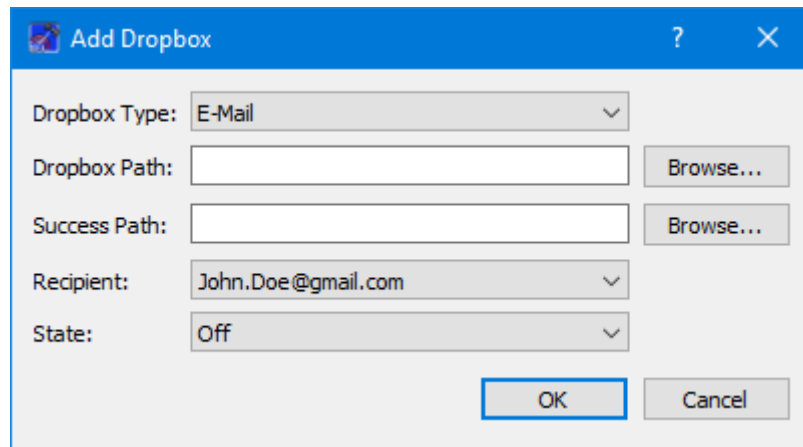 Add Dropbox ?
Dropbox Type: E-Mail
Dropbox Path: Browse...
Success Path: Browse...
Recipient: John.Doe@gmail.com
State: Off
OK Cancel